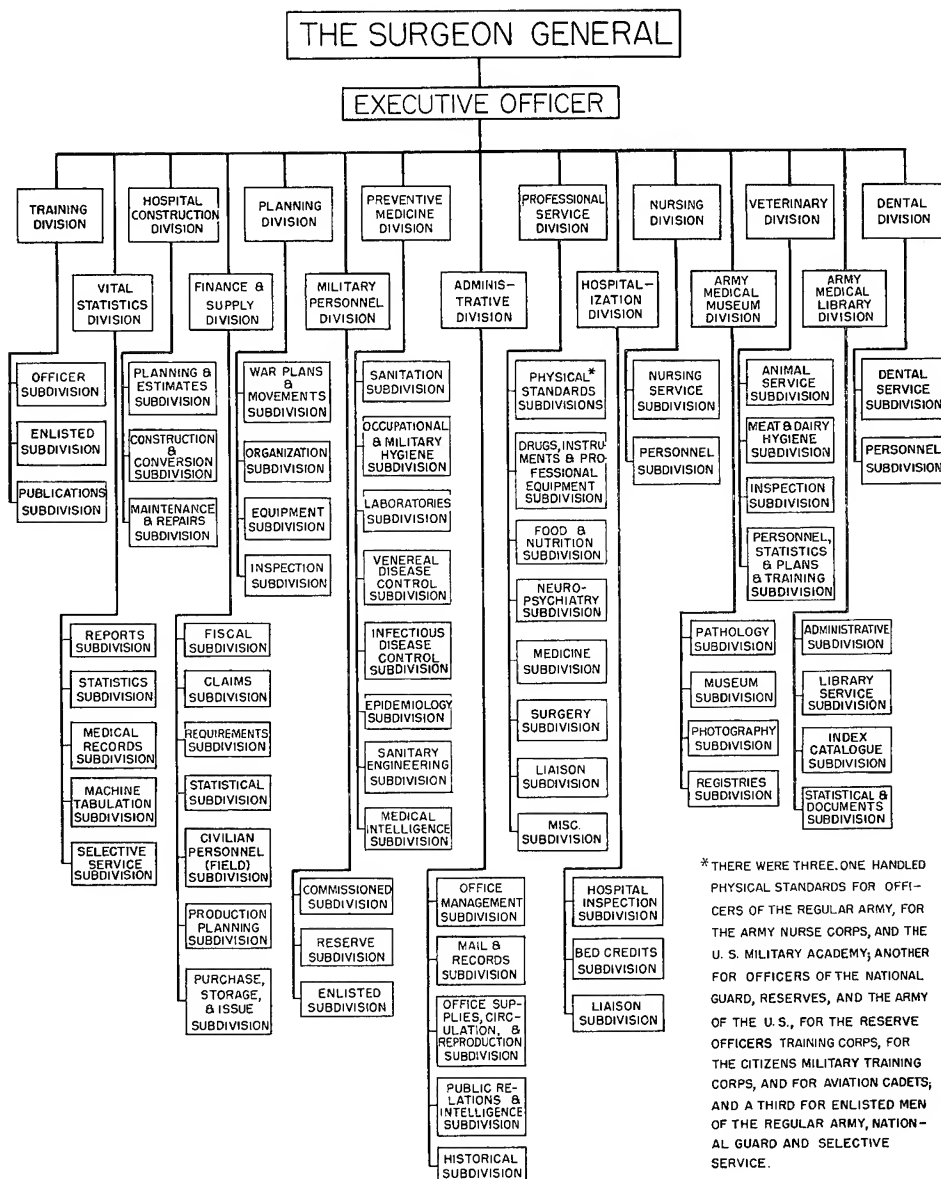 THE SURGEON GENERAL
EXECUTIVE OFFICER
TRAINING
DIVISION
HOSPITAL
CONSTRUCTION
DIVISION
PLANNING
DIVISION
PREVENTIVE
MEDICINE
DIVISION
PROFESSIONAL
SERVICE
DIVISION
NURSING
DIVISION
VETERINARY
DIVISION
DENTAL
DIVISION
VITAL
STATISTICS
DIVISION
FINANCE &
SUPPLY
DIVISION
MILITARY
PERSONNEL
DIVISION
ADMINIS-
TRATIVE
DIVISION
HOSPITAL-
IZATION
DIVISION
ARMY
MEDICAL
MUSEUM
DIVISION
ARMY
MEDICAL
LIBRARY
DIVISION
OFFICER
SUBDIVISION
ENLISTED
SUBDIVISION
PUBLICATIONS
SUBDIVISION
PLANNING &
ESTIMATES
SUBDIVISION
CONSTRUCTION
&
CONVERSION
SUBDIVISION
MAINTENANCE
& REPAIRS
SUBDIVISION
WAR PLANS
&
MOVEMENTS
SUBDIVISION
ORGANIZATION
SUBDIVISION
EQUIPMENT
SUBDIVISION
INSPECTION
SUBDIVISION
SANITATION
SUBDIVISION
OCCUPATIONAL
& MILITARY
HYGIENE
SUBDIVISION
LABORATORIES
SUBDIVISION
VENEREAL
DISEASE
CONTROL
SUBDIVISION
INFECTIOUS
DISEASE
CONTROL
SUBDIVISION
EPIDEMIOLOGY
SUBDIVISION
SANITARY
ENGINEERING
SUBDIVISION
MEDICAL
INTELLIGENCE
SUBDIVISION
PHYSICAL*
STANDARDS
SUBDIVISIONS
DRUGS, INSTRU-
MENTS & PRO-
FESSIONAL
EQUIPMENT
SUBDIVISION
FOOD &
NUTRITION
SUBDIVISION
NEURO-
PSYCHIATRY
SUBDIVISION
MEDICINE
SUBDIVISION
SURGERY
SUBDIVISION
LIAISON
SUBDIVISION
MISC.
SUBDIVISION
NURSING
SERVICE
SUBDIVISION
PERSONNEL
SUBDIVISION
ANIMAL
SERVICE
SUBDIVISION
MEAT & DAIRY
HYGIENE
SUBDIVISION
INSPECTION
SUBDIVISION
PERSONNEL,
STATISTICS
& PLANS
& TRAINING
SUBDIVISION
DENTAL
SERVICE
SUBDIVISION
PERSONNEL
SUBDIVISION
REPORTS
SUBDIVISION
STATISTICS
SUBDIVISION
MEDICAL
RECORDS
SUBDIVISION
MACHINE
TABULATION
SUBDIVISION
SELECTIVE
SERVICE
SUBDIVISION
FISCAL
SUBDIVISION
CLAIMS
SUBDIVISION
REQUIREMENTS
SUBDIVISION
STATISTICAL
SUBDIVISION
CIVILIAN
PERSONNEL
(FIELD)
SUBDIVISION
PRODUCTION
PLANNING
SUBDIVISION
PURCHASE,
STORAGE,
& ISSUE
SUBDIVISION
COMMISSIONED
SUBDIVISION
RESERVE
SUBDIVISION
ENLISTED
SUBDIVISION
OFFICE
MANAGEMENT
SUBDIVISION
MAIL &
RECORDS
SUBDIVISION
OFFICE
SUPPLIES, CIRC-
ULATION, &
REPRODUCTION
SUBDIVISION
PUBLIC RE-
LATIONS &
INTELLIGENCE
SUBDIVISION
HISTORICAL
SUBDIVISION
HOSPITAL
INSPECTION
SUBDIVISION
BED CREDITS
SUBDIVISION
LIAISON
SUBDIVISION
PATHOLOGY
SUBDIVISION
MUSEUM
SUBDIVISION
PHOTOGRAPHY
SUBDIVISION
REGISTRIES
SUBDIVISION
ADMINISTRATIVE
SUBDIVISION
LIBRARY
SERVICE
SUBDIVISION
INDEX
CATALOGUE
SUBDIVISION
STATISTICAL &
DOCUMENTS
SUBDIVISION
* THERE WERE THREE. ONE HANDLED
PHYSICAL STANDARDS FOR OFFI-
CERS OF THE REGULAR ARMY, FOR
THE ARMY NURSE CORPS, AND THE
U. S. MILITARY ACADEMY; ANOTHER
FOR OFFICERS OF THE NATIONAL
GUARD, RESERVES, AND THE ARMY
OF THE U. S., FOR THE RESERVE
OFFICERS TRAINING CORPS, FOR
THE CITIZENS MILITARY TRAINING
CORPS, AND FOR AVIATION CADETS;
AND A THIRD FOR ENLISTED MEN
OF THE REGULAR ARMY, NATION-
AL GUARD AND SELECTIVE
SERVICE.